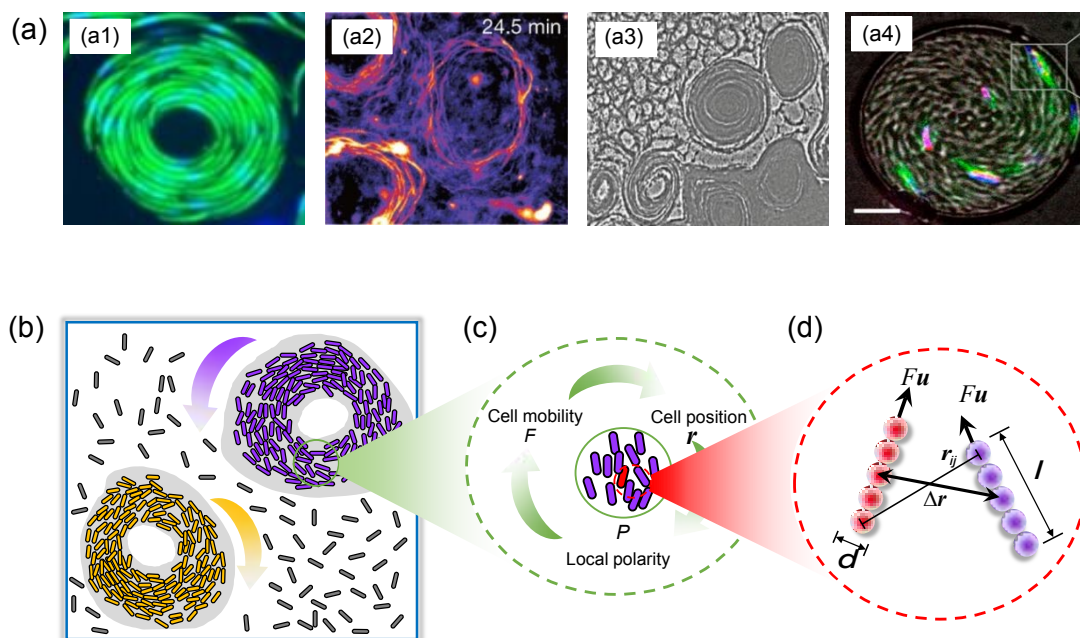 (a)
(a1)
(a2)
24.5 min
(a3)
(a4)
(b)
(c)
(d)
Cell mobility
F
Cell position
r
P
Local polarity
Fu
Fu
r_ij
l
Δr
d